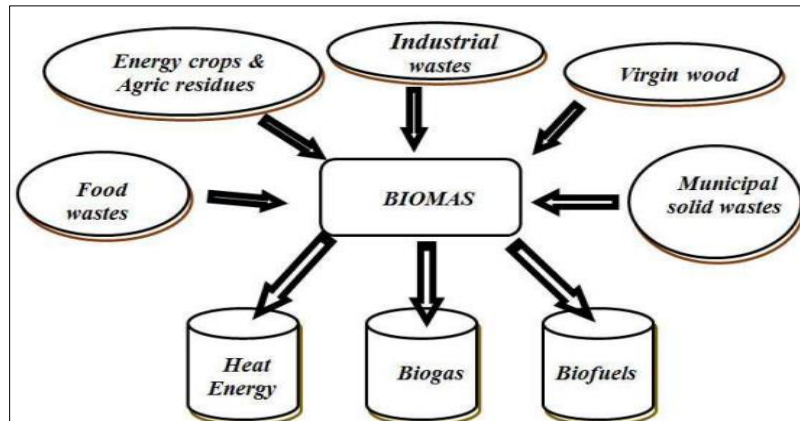 Energy crops &
Agric residues
Industrial
wastes
Virgin wood
Food
wastes
BIOMAS
Municipal
solid wastes
Heat
Energy
Biogas
Biofuels